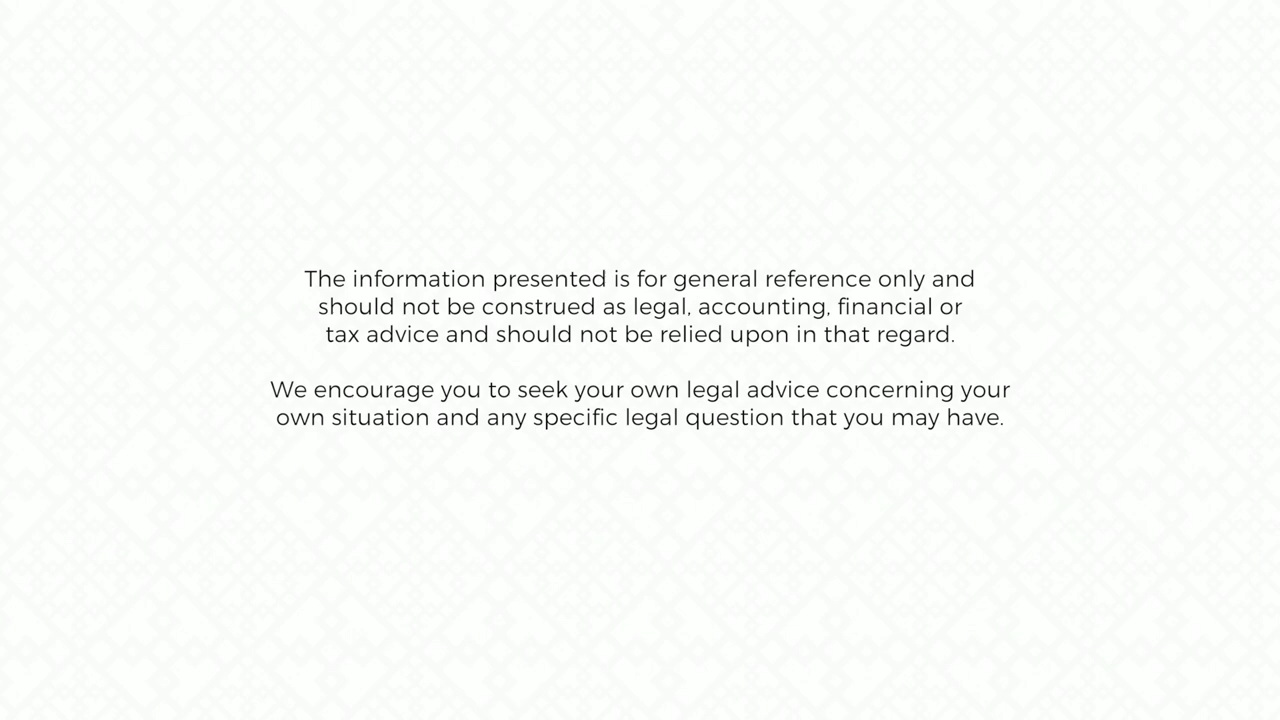 The information presented is for general reference only and
should not be construed as legal, accounting, financial or
tax advice and should not be relied upon in that regard.
We encourage you to seek your own legal advice concerning your
own situation and any specific legal question that you may have.